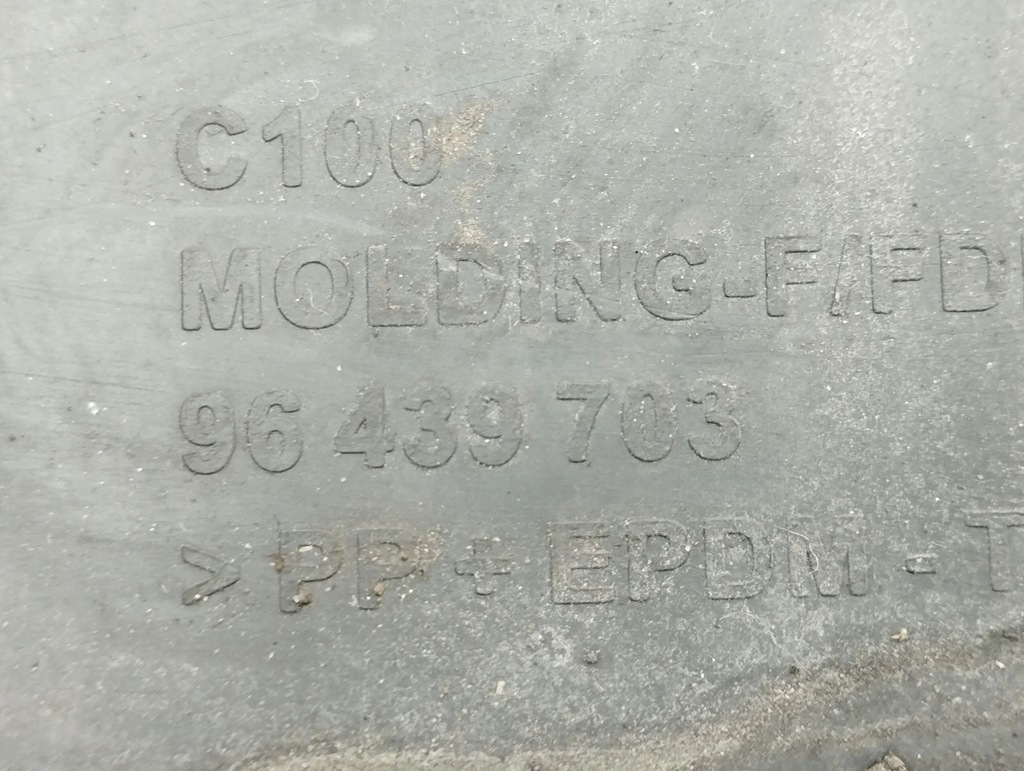 C100
MOLDING-F/FD
96 439 703
>PP+EPDM-T